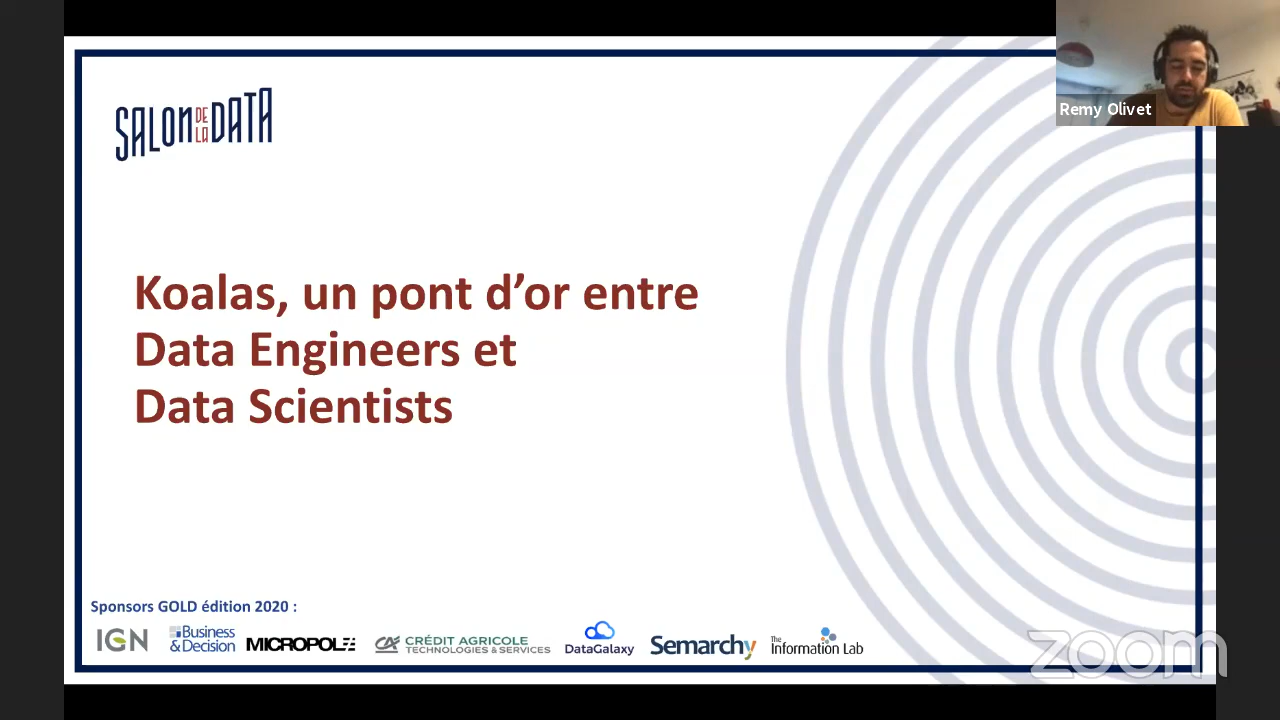 SALON DE LA DATA
Remy Olivet
Koalas, un pont d’or entre
Data Engineers et
Data Scientists
Sponsors GOLD édition 2020 :
IGN
Business
& Decision
MICROPOLE
CA
CRÉDIT AGRICOLE
TECHNOLOGIES & SERVICES
DataGalaxy
Semarchy
The
Information Lab
zoom